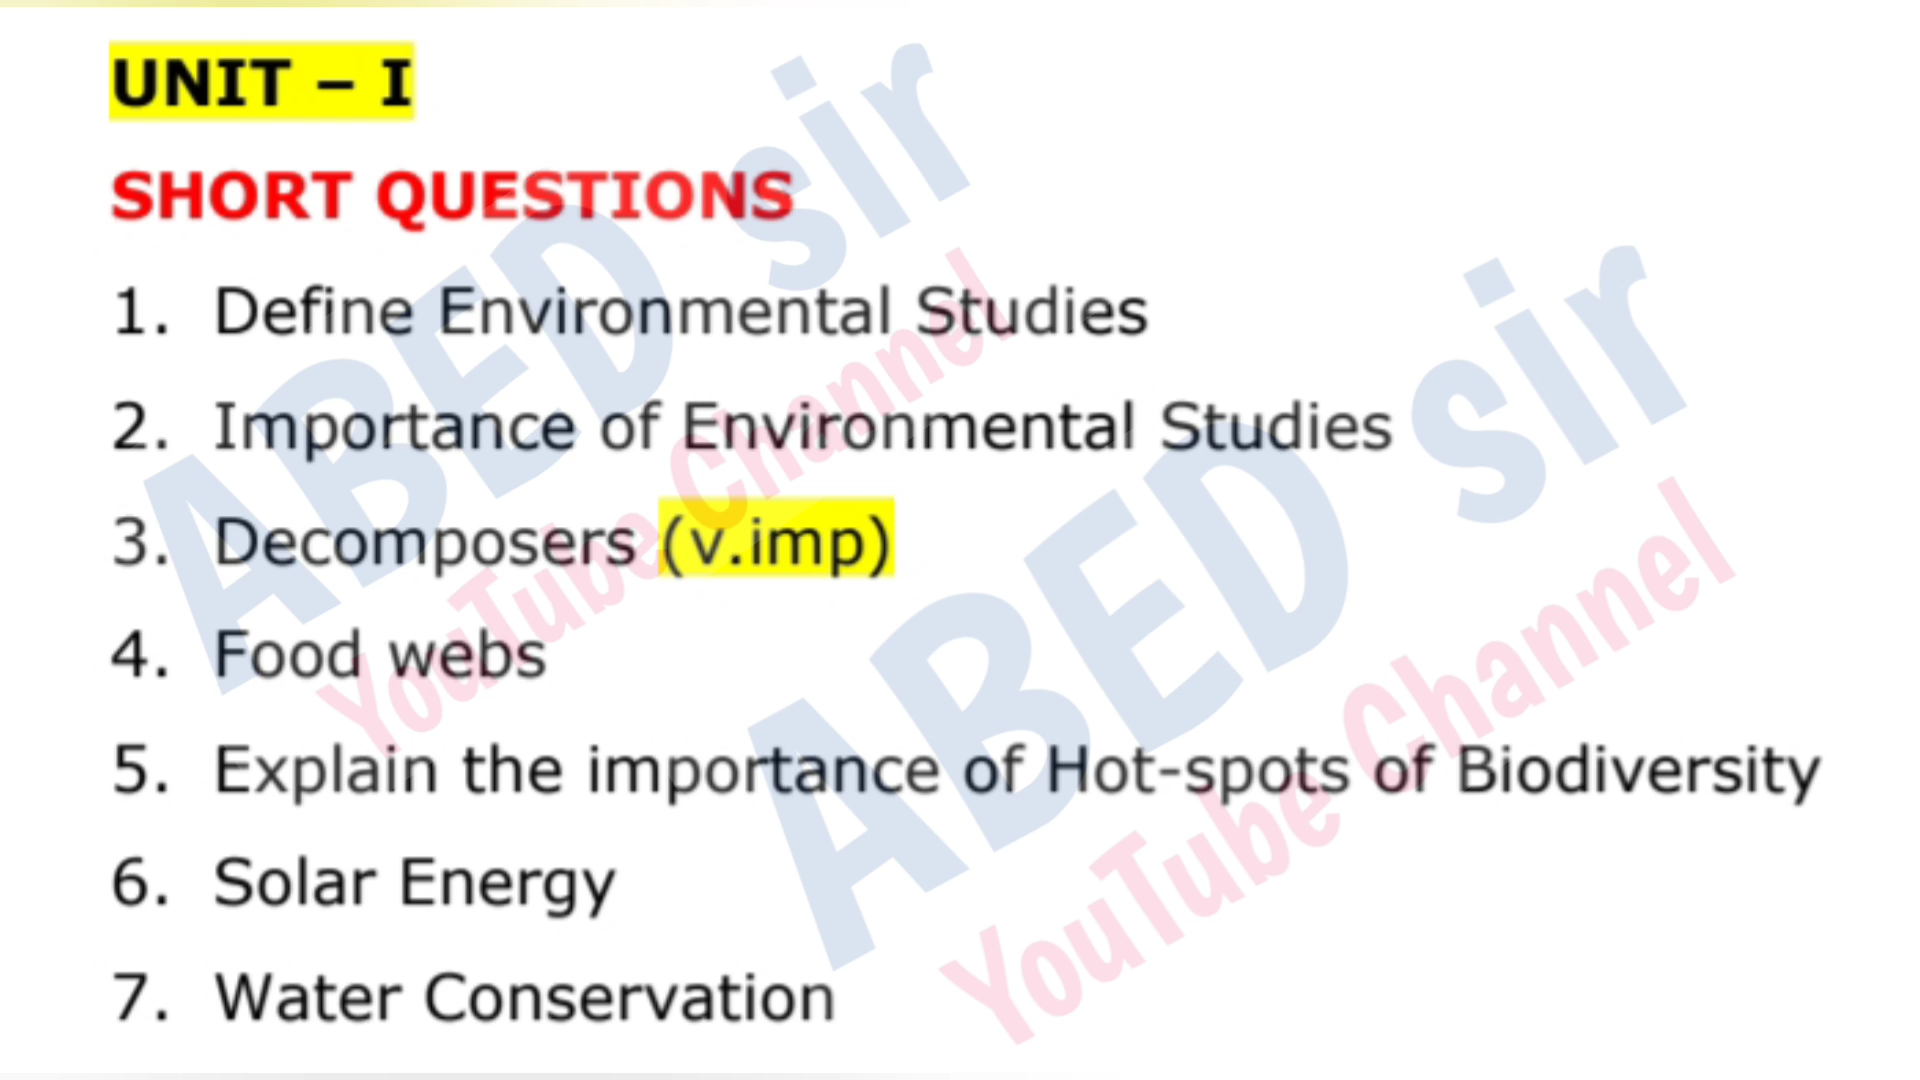 UNIT – I
SHORT QUESTIONS
1. Define Environmental Studies
2. Importance of Environmental Studies
3. Decomposers (v.imp)
4. Food webs
5. Explain the importance of Hot-spots of Biodiversity
6. Solar Energy
7. Water Conservation
ABED sir
YouTube Channel
ABED sir
YouTube Channel